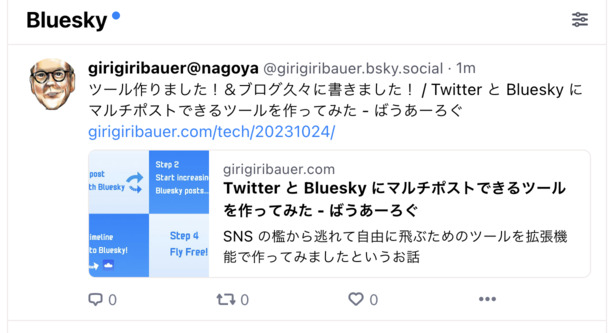 Bluesky
girigiribauer@nagoya @girigiribauer.bsky.social · 1m
ツール作りました！＆ブログ久々に書きました！ / Twitter と Bluesky に
マルチポストできるツールを作ってみた - ばうあーろぐ
girigiribauer.com/tech/20231024/
post
th Bluesky
Step 2
Start increasin
Bluesky posts...
imeline
to Bluesky!
Step 4
Fly Free!
girigiribauer.com
Twitter と Bluesky にマルチポストできるツール
を作ってみた - ばうあーろぐ
SNS の檻から逃れて自由に飛ぶためのツールを拡張機
能で作ってみましたというお話
0 0 0